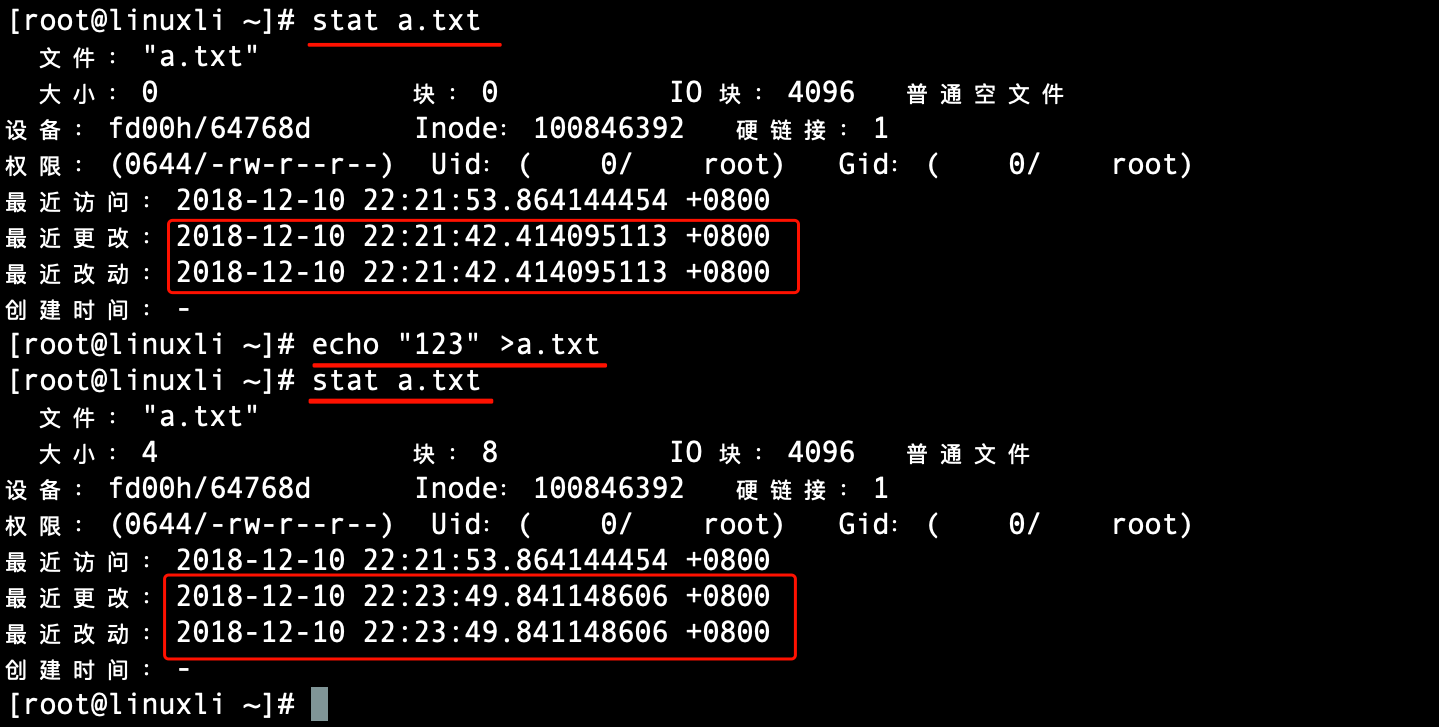 [root@linuxli ~]# stat a.txt
文件："a.txt"
大小：0 块：0 IO 块：4096 普通空文件
设备：fd00h/64768d Inode: 100846392 硬链接：1
权限：(0644/-rw-r--r--) Uid: ( 0/ root) Gid: ( 0/ root)
最近访问：2018-12-10 22:21:53.864144454 +0800
最近更改：2018-12-10 22:21:42.414095113 +0800
最近改动：2018-12-10 22:21:42.414095113 +0800
创建时间：-
[root@linuxli ~]# echo "123" >a.txt
[root@linuxli ~]# stat a.txt
文件："a.txt"
大小：4 块：8 IO 块：4096 普通文件
设备：fd00h/64768d Inode: 100846392 硬链接：1
权限：(0644/-rw-r--r--) Uid: ( 0/ root) Gid: ( 0/ root)
最近访问：2018-12-10 22:21:53.864144454 +0800
最近更改：2018-12-10 22:23:49.841148606 +0800
最近改动：2018-12-10 22:23:49.841148606 +0800
创建时间：-
[root@linuxli ~]#